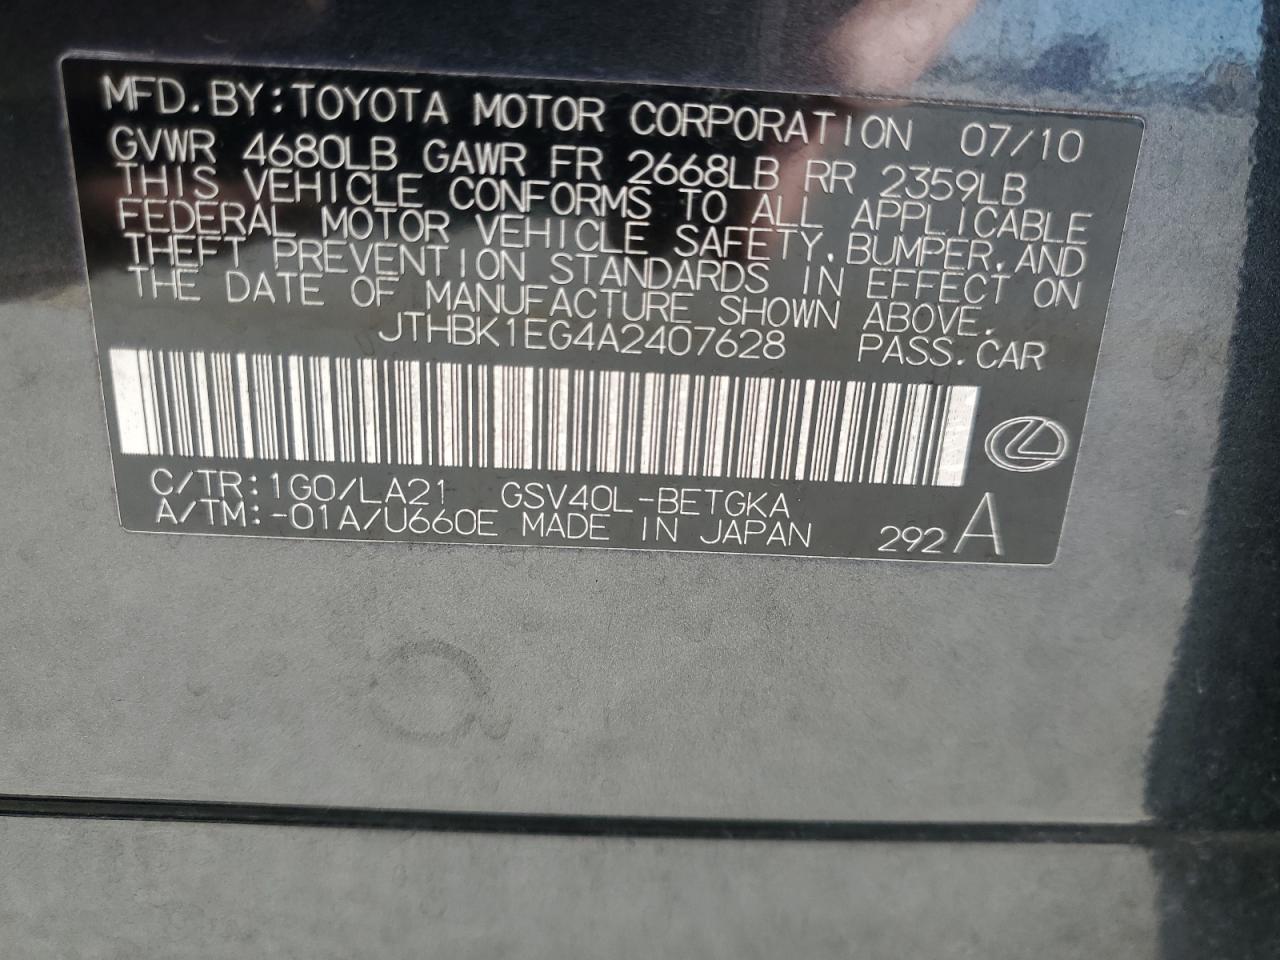 MFD.BY:TOYOTA MOTOR CORPORATION 07/10
GVWR 4680LB GAWR FR 2668LB RR 2359LB
THIS VEHICLE CONFORMS TO ALL APPLICABLE
FEDERAL MOTOR VEHICLE SAFETY,BUMPER,AND
THEFT PREVENTION STANDARDS IN EFFECT ON
THE DATE OF MANUFACTURE SHOWN ABOVE.
JTHBK1EG4A2407628 PASS.CAR
C/TR:1G0/LA21 GSV40L-BETGKA
A/TM:-01A/U660E MADE IN JAPAN 292 A